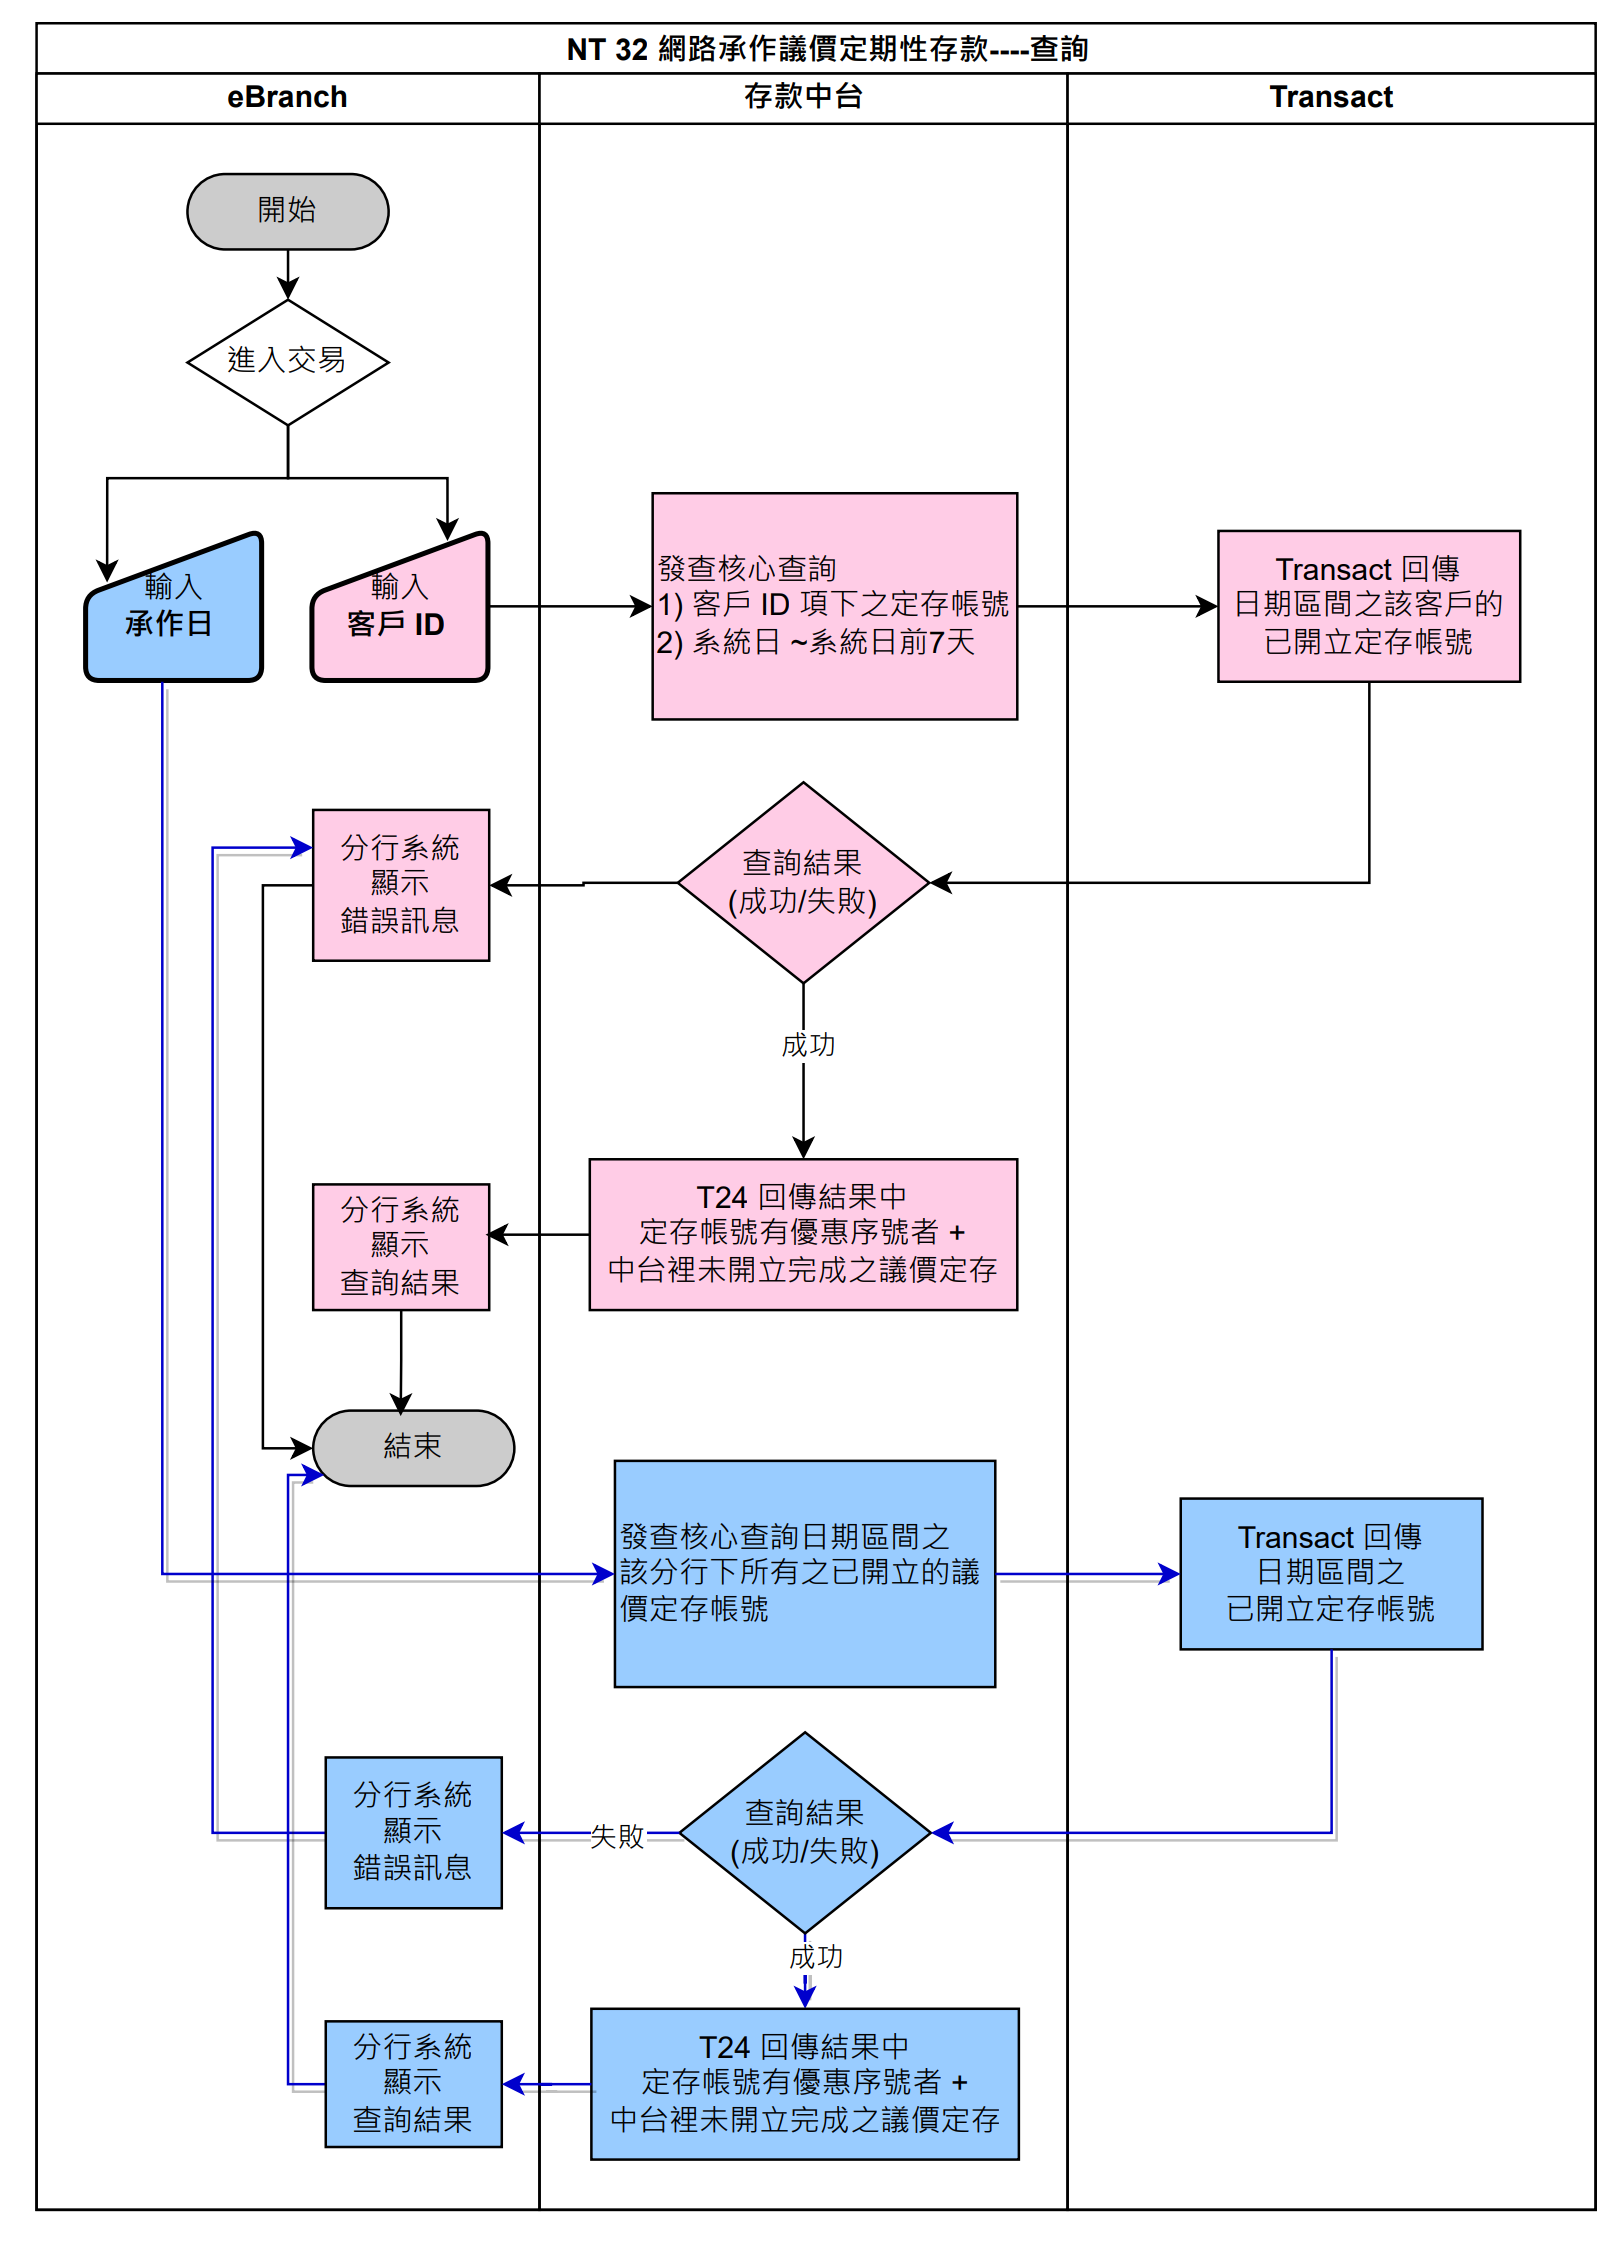 NT 32 網路承作議價定期性存款----查詢
eBranch
存款中台
Transact
開始
進入交易
輸入
承作日
輸入
客戶 ID
發查核心查詢
1) 客戶 ID 項下之定存帳號
2) 系統日 ~系統日前7天
Transact 回傳
日期區間之該客戶的
已開立定存帳號
分行系統
顯示
錯誤訊息
查詢結果
(成功/失敗)
成功
分行系統
顯示
查詢結果
T24 回傳結果中
定存帳號有優惠序號者 +
中台裡未開立完成之議價定存
結束
發查核心查詢日期區間之
該分行下所有之已開立的議
價定存帳號
Transact 回傳
日期區間之
已開立定存帳號
分行系統
顯示
錯誤訊息
失敗
查詢結果
(成功/失敗)
成功
分行系統
顯示
查詢結果
T24 回傳結果中
定存帳號有優惠序號者 +
中台裡未開立完成之議價定存